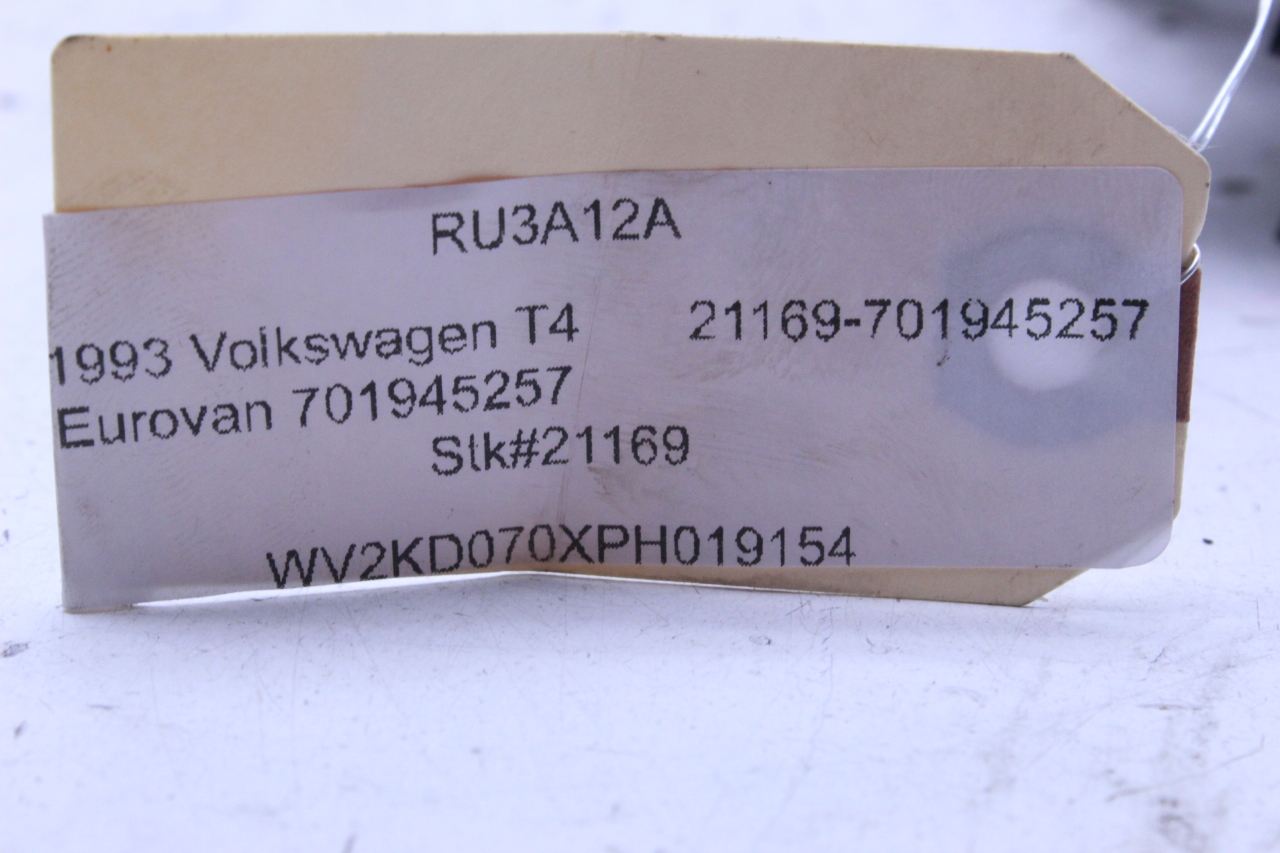 RU3A12A
1993 Volkswagen T4 21169-701945257
Eurovan 701945257
Stk#21169
WV2KD070XPH019154